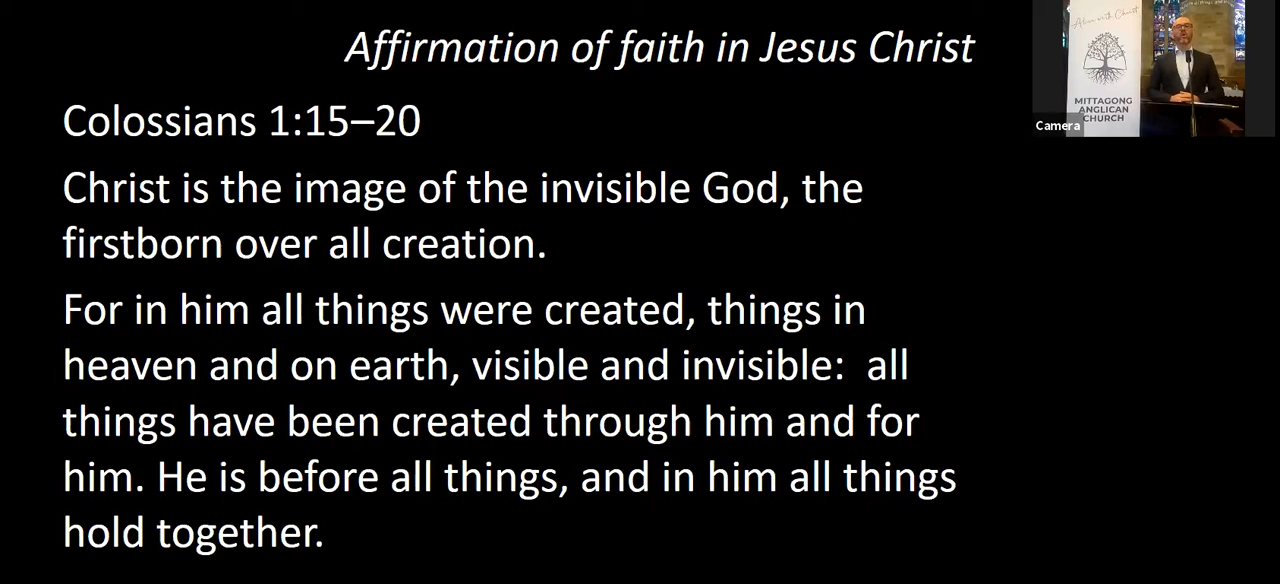 Affirmation of faith in Jesus Christ
Colossians 1:15–20
Christ is the image of the invisible God, the
firstborn over all creation.
For in him all things were created, things in
heaven and on earth, visible and invisible:  all
things have been created through him and for
him. He is before all things, and in him all things
hold together.
Alive with Christ
MITTAGONG
ANGLICAN
CHURCH
Camera